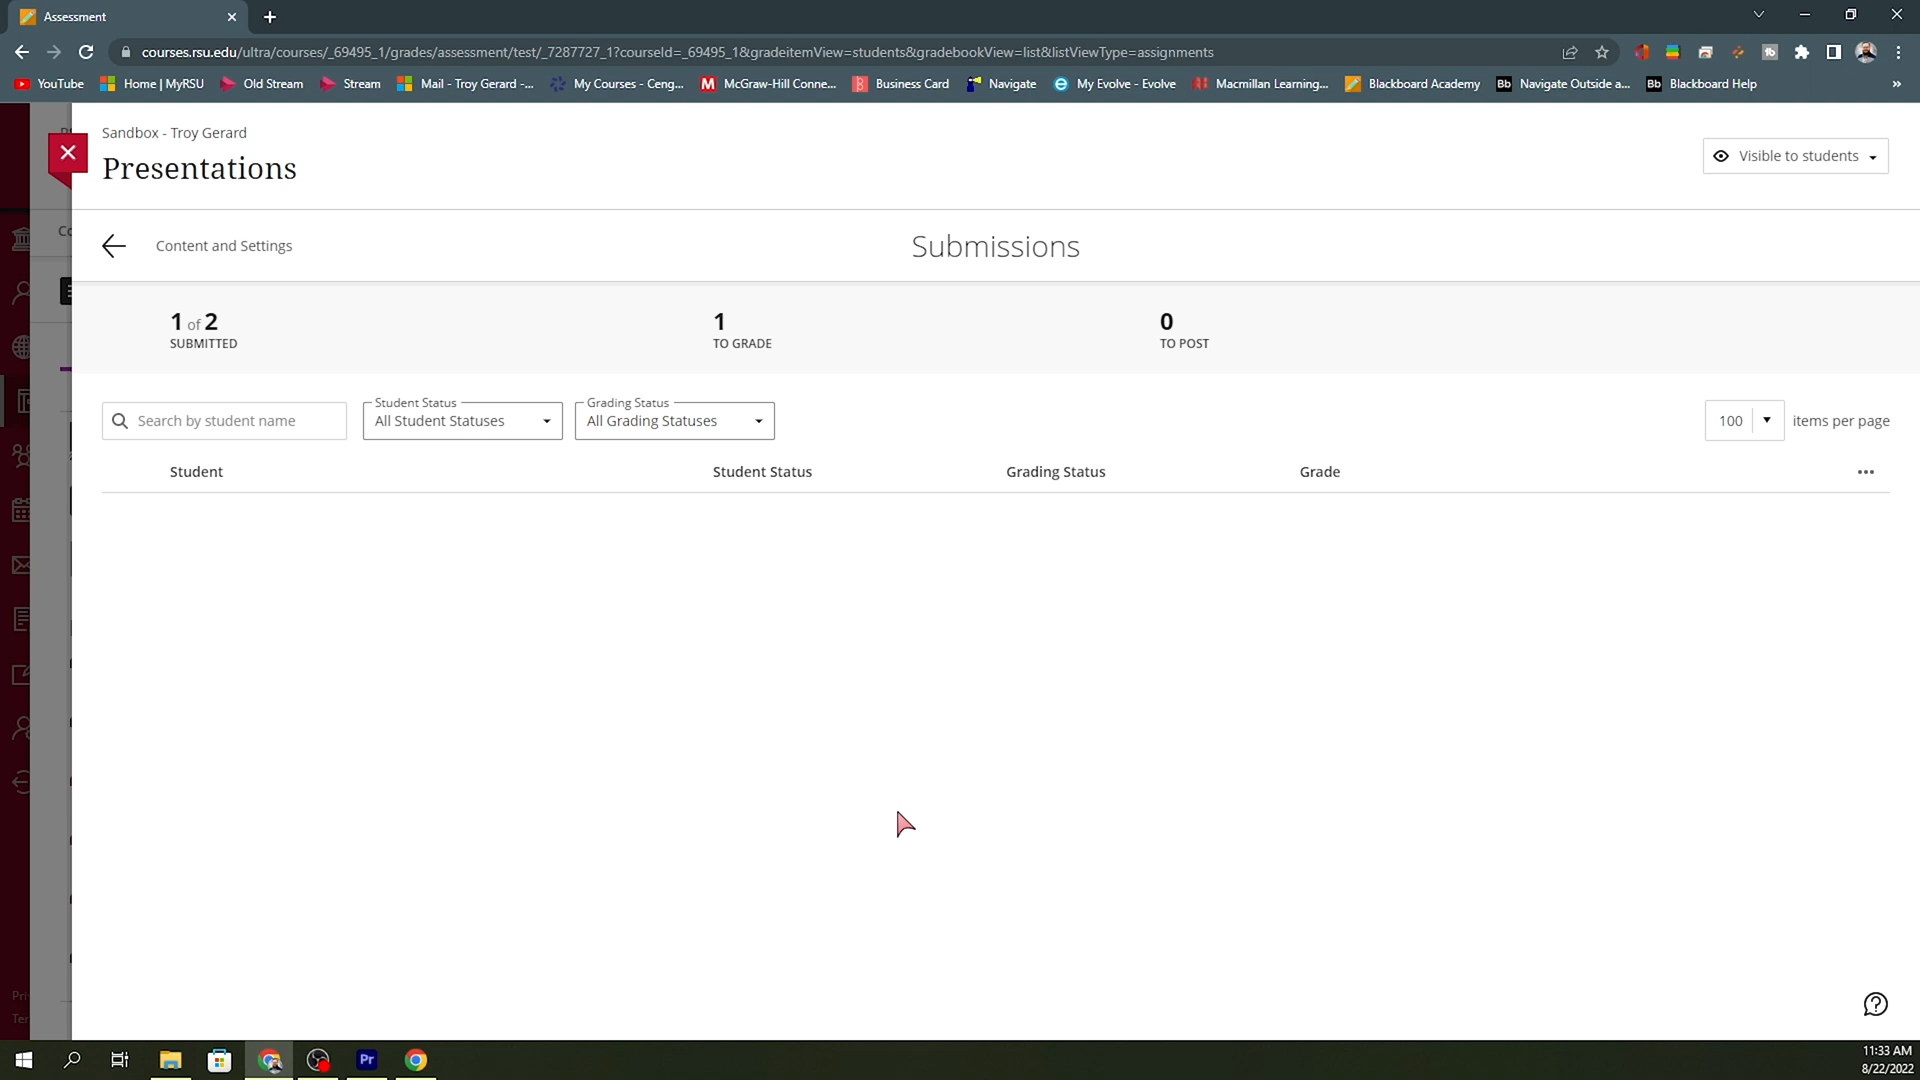 Assessment
courses.rsu.edu/ultra/courses/_69495_1/grades/assessment/test/_7287727_1?courseId=_69495_1&gradeitemView=students&gradebookView=list&listViewType=assignments
YouTube Home | MyRSU Old Stream Stream Mail - Troy Gerard -... My Courses - Ceng... McGraw-Hill Conne... Business Card Navigate My Evolve - Evolve Macmillan Learning... Blackboard Academy Bb Navigate Outside a... Bb Blackboard Help »
Sandbox - Troy Gerard
Presentations
Visible to students
Content and Settings
Submissions
1 of 2
SUBMITTED
1
TO GRADE
0
TO POST
Search by student name
Student Status
All Student Statuses
Grading Status
All Grading Statuses
100 items per page
Student Student Status Grading Status Grade
Pri
Ter
Pr
11:33 AM
8/22/2022